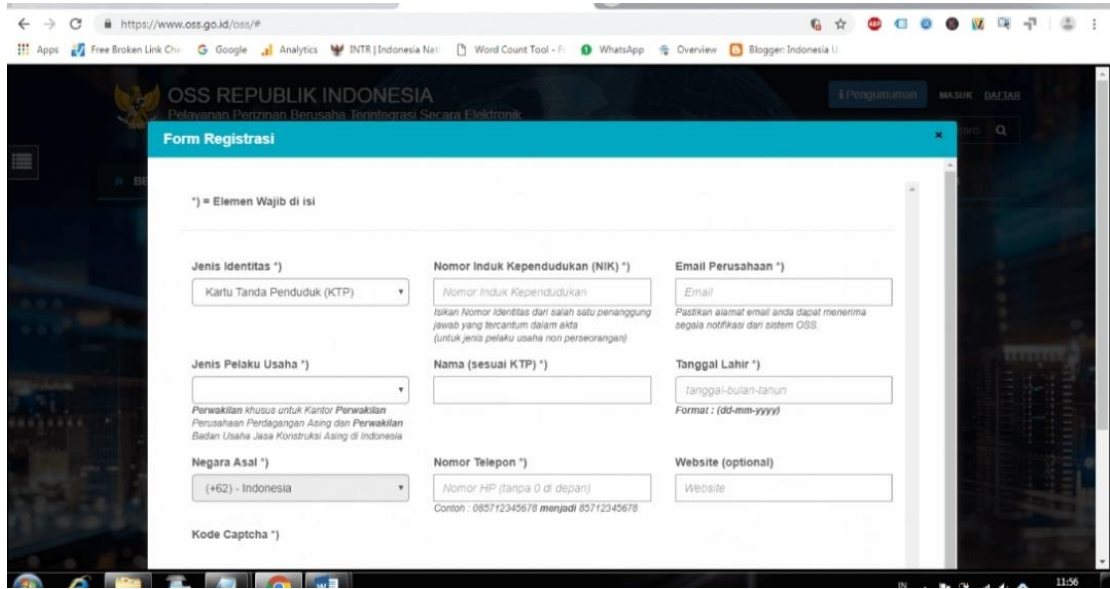 https://www.oss.go.id/oss/#
Apps Free Broken Link Che Google Analytics INTR | Indonesia Nati Word Count Tool - Fr WhatsApp Overview Blogger: Indonesia U
OSS REPUBLIK INDONESIA
Pelayanan Perizinan Berusaha Terintegrasi Secara Elektronik
i Pengumuman MASUK DAFTAR
Form Registrasi
BE
*) = Elemen Wajib di isi
Jenis Identitas *) Nomor Induk Kependudukan (NIK) *) Email Perusahaan *)
Kartu Tanda Penduduk (KTP) Nomor Induk Kependudukan Email
Isikan Nomor Identitas dari salah satu penanggung Pastikan alamat email anda dapat menerima
jawab yang tercantum dalam akta segala notifikasi dari sistem OSS.
(untuk jenis pelaku usaha non perseorangan)
Jenis Pelaku Usaha *) Nama (sesuai KTP) *) Tanggal Lahir *)
tanggal-bulan-tahun
Perwakilan khusus untuk Kantor Perwakilan Format : (dd-mm-yyyy)
Perusahaan Perdagangan Asing dan Perwakilan
Badan Usaha Jasa Konstruksi Asing di Indonesia
Negara Asal *) Nomor Telepon *) Website (optional)
(+62) - Indonesia Nomor HP (tanpa 0 di depan) Website
Contoh : 085712345678 menjadi 85712345678
Kode Captcha *)
IN 11:56